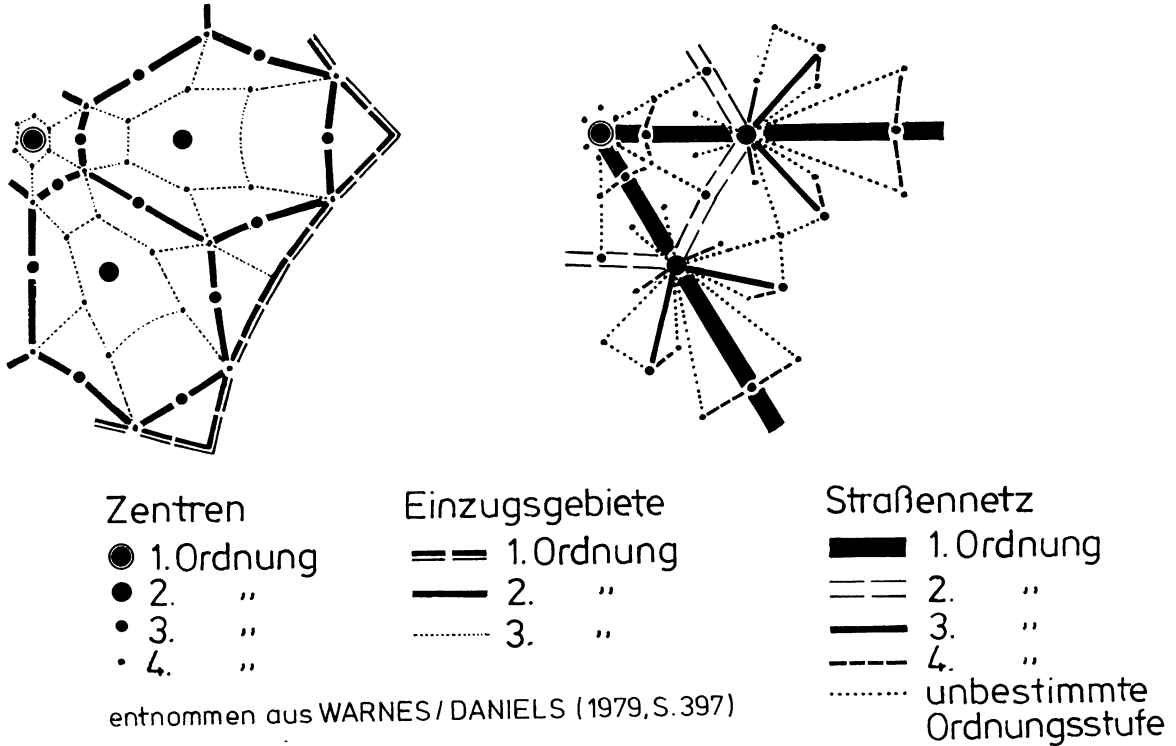 Zentren
1. Ordnung
2. "
3. "
4. "
Einzugsgebiete
1. Ordnung
2. "
3. "
Straßennetz
1. Ordnung
2. "
3. "
4. "
unbestimmte
Ordnungsstufe
entnommen aus WARNES / DANIELS (1979, S. 397)